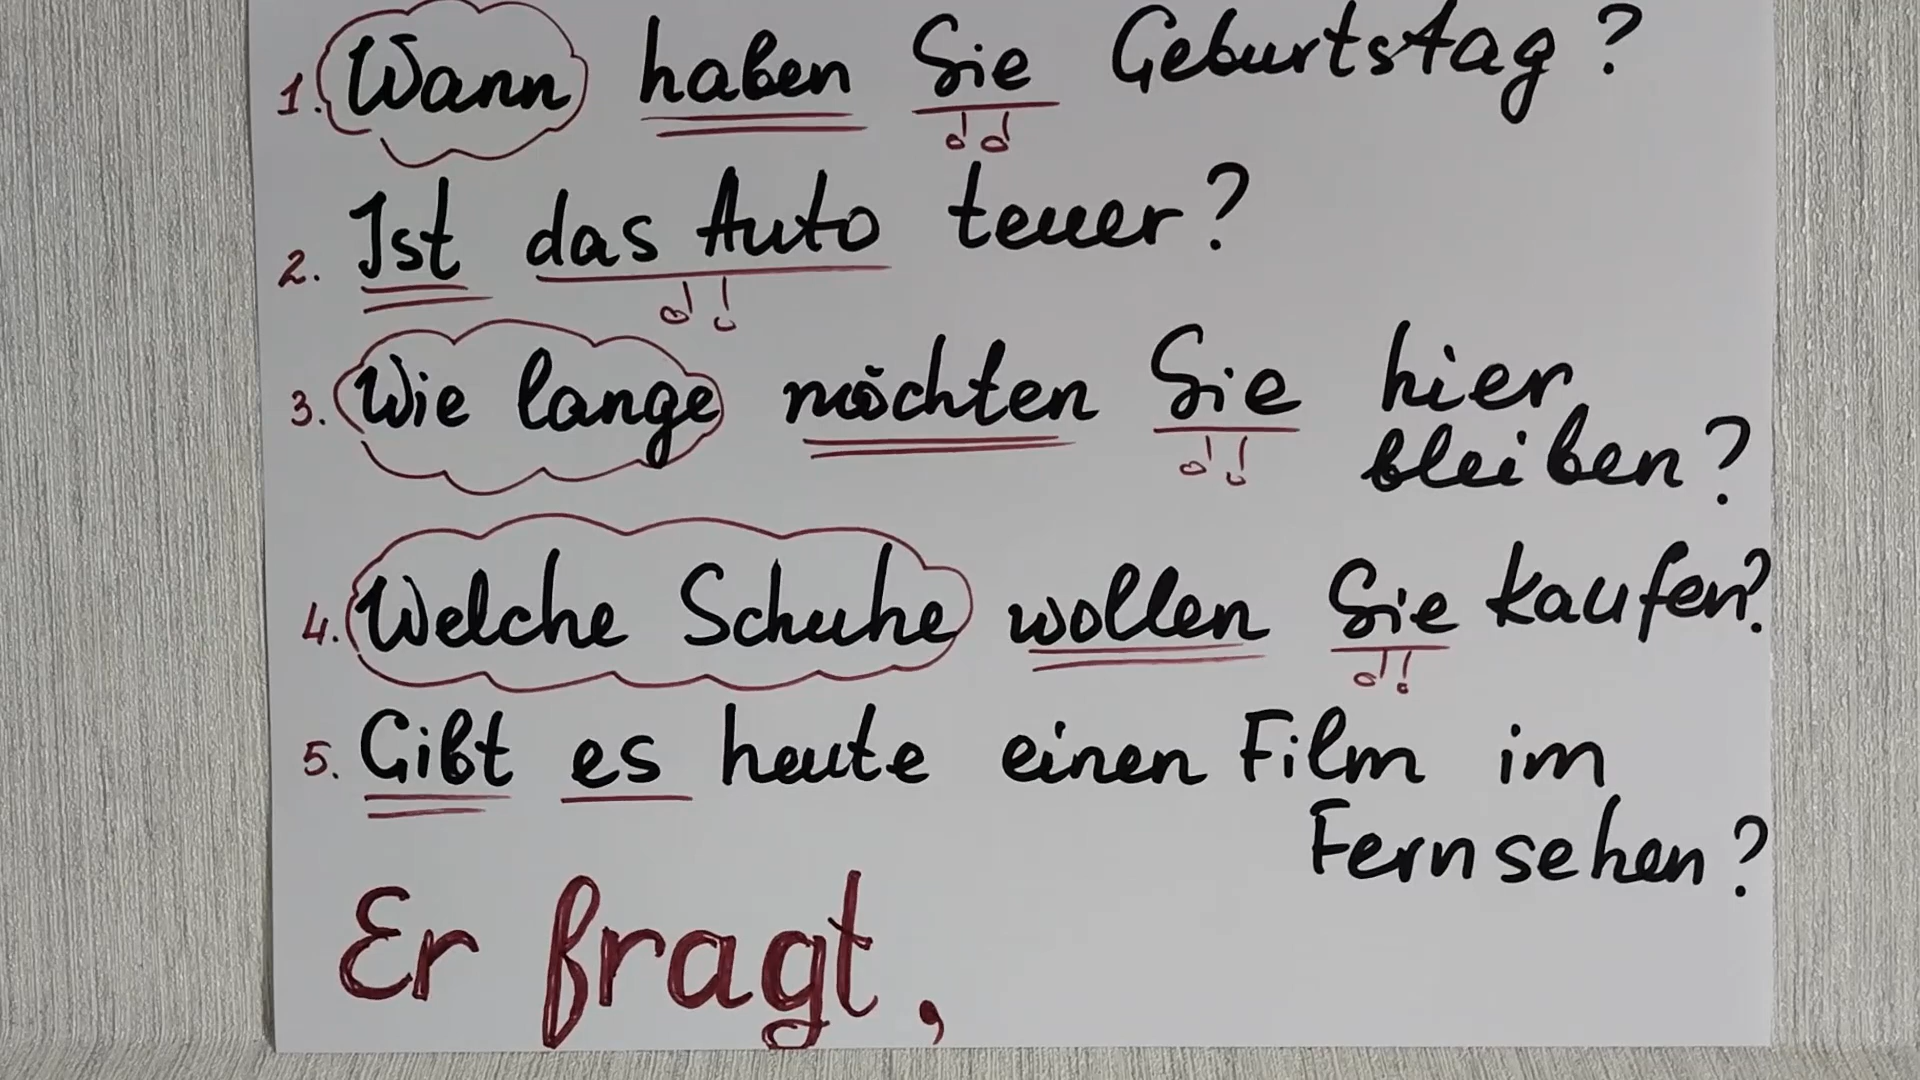 1. Wann haben Sie Geburtstag?
2. Ist das Auto teuer?
3. Wie lange möchten Sie hier
bleiben?
4. Welche Schuhe wollen Sie kaufen?
5. Gibt es heute einen Film im
Fernsehen?
Er fragt,